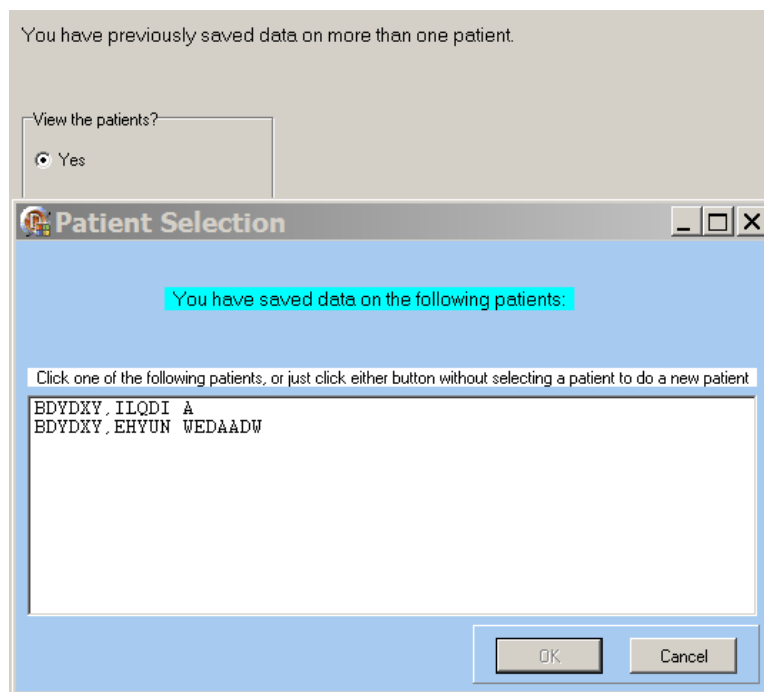 You have previously saved data on more than one patient.
View the patients?
Yes
Patient Selection
You have saved data on the following patients:
Click one of the following patients, or just click either button without selecting a patient to do a new patient
BDYDXY,ILQDI A
BDYDXY,EHYUN WEDAADW
OK
Cancel